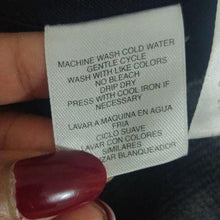 MACHINE WASH COLD WATER
GENTLE CYCLE
WASH WITH LIKE COLORS
NO BLEACH
DRIP DRY
PRESS WITH COOL IRON IF
NECESSARY
LAVAR A MAQUINA EN AGUA
FRIA
CICLO SUAVE
LAVAR COLORES
SIMILARES
BLANQUEADOR